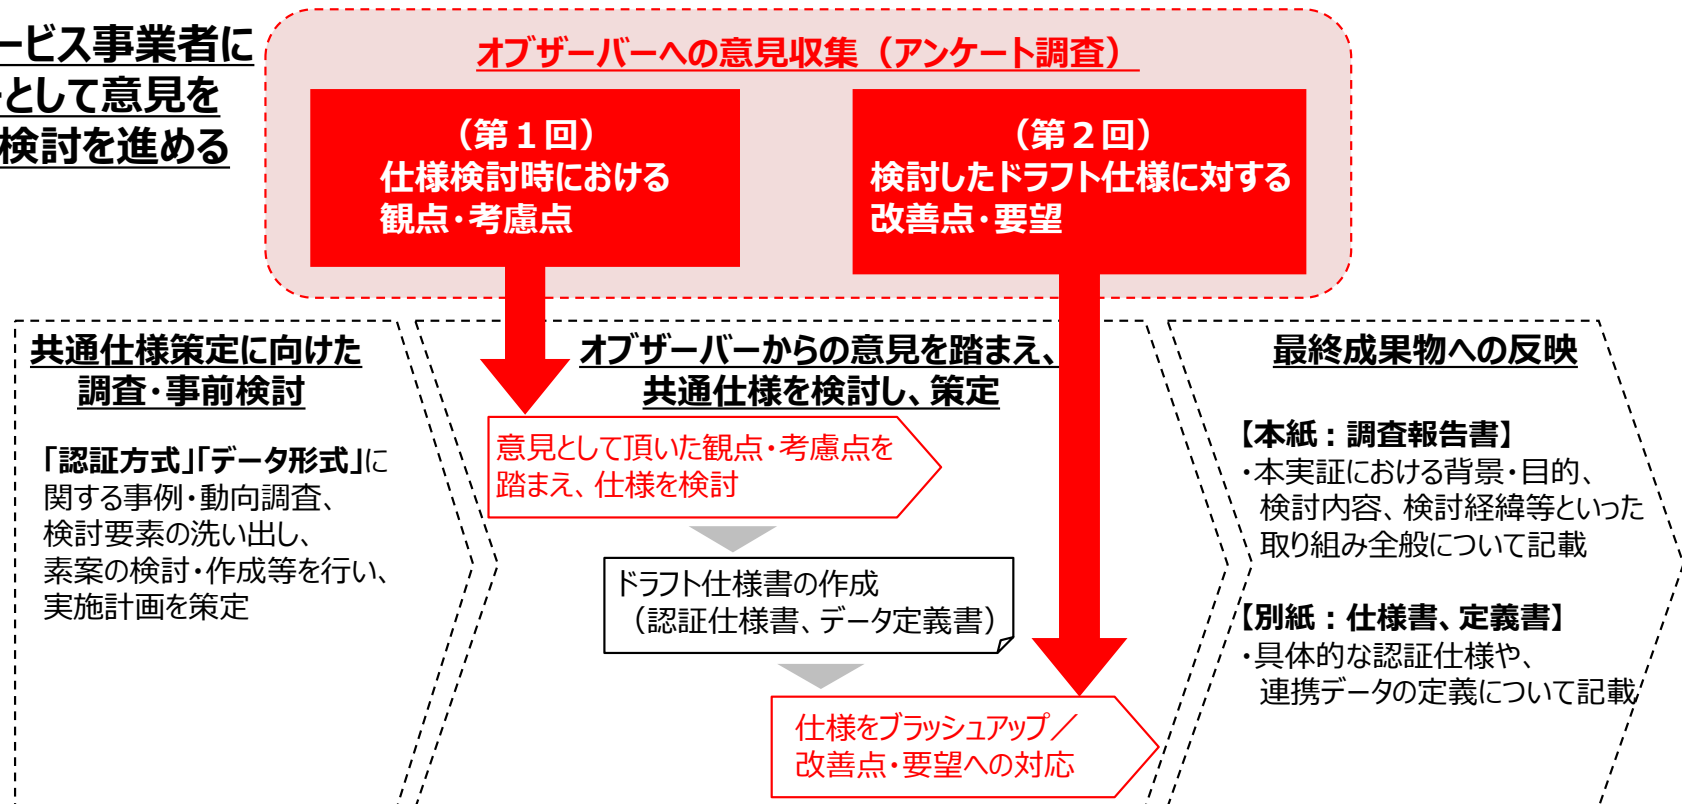 ービス事業者に
として意見を
検討を進める
オブザーバーへの意見収集（アンケート調査）
（第１回）
仕様検討時における
観点・考慮点
（第２回）
検討したドラフト仕様に対する
改善点・要望
共通仕様策定に向けた
調査・事前検討
「認証方式」「データ形式」に
関する事例・動向調査、
検討要素の洗い出し、
素案の検討・作成等を行い、
実施計画を策定
オブザーバーからの意見を踏まえ、
共通仕様を検討し、策定
意見として頂いた観点・考慮点を
踏まえ、仕様を検討
ドラフト仕様書の作成
（認証仕様書、データ定義書）
仕様をブラッシュアップ／
改善点・要望への対応
最終成果物への反映
【本紙：調査報告書】
・本実証における背景・目的、
検討内容、検討経緯等といった
取り組み全般について記載
【別紙：仕様書、定義書】
・具体的な認証仕様や、
連携データの定義について記載